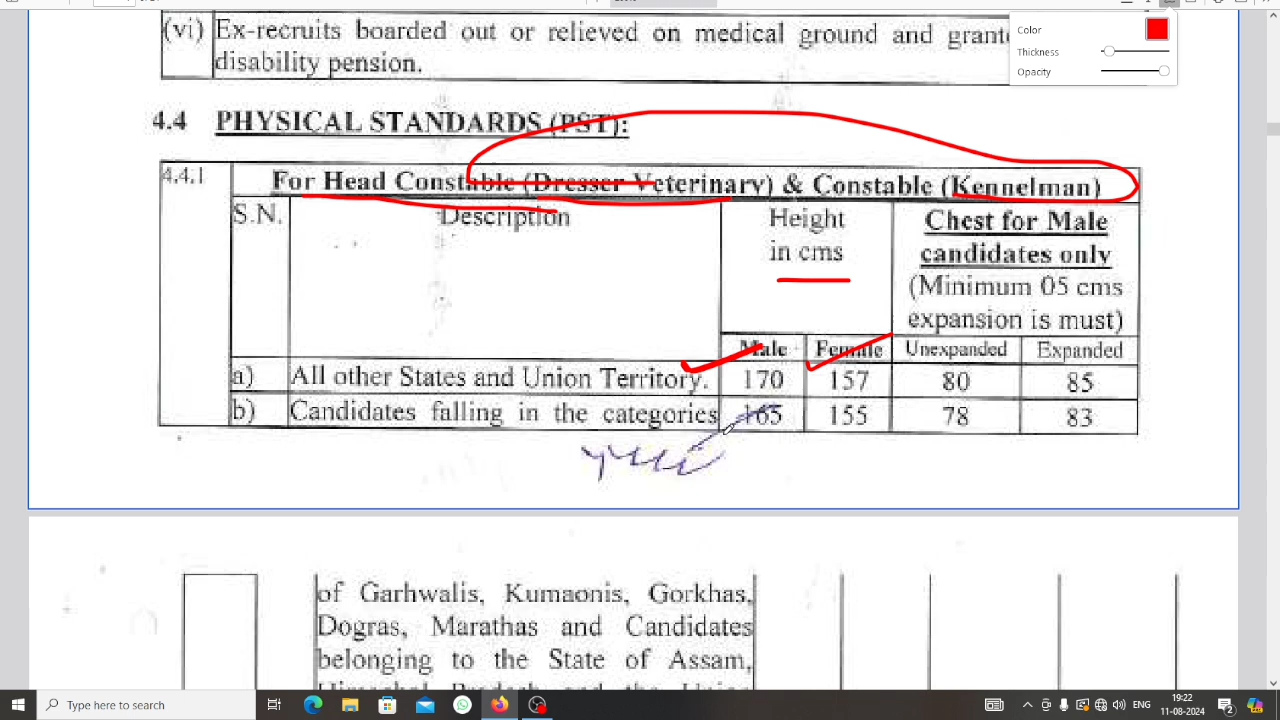 Color
Thickness
Opacity
(vi) Ex-recruits boarded out or relieved on medical ground and
disability pension.
4.4 PHYSICAL STANDARDS (PST):
4.4.1 For Head Constable (Dresser Veterinary) & Constable (Kennelman)
S.N. Description Height in cms Chest for Male candidates only (Minimum 05 cms expansion is must)
Male Female Unexpanded Expanded
a) All other States and Union Territory. 170 157 80 85
b) Candidates falling in the categories 165 155 78 83
of Garhwalis, Kumaonis, Gorkhas,
Dogras, Marathas and Candidates
belonging to the State of Assam,
Type here to search
ENG
19:22
11-08-2024
2